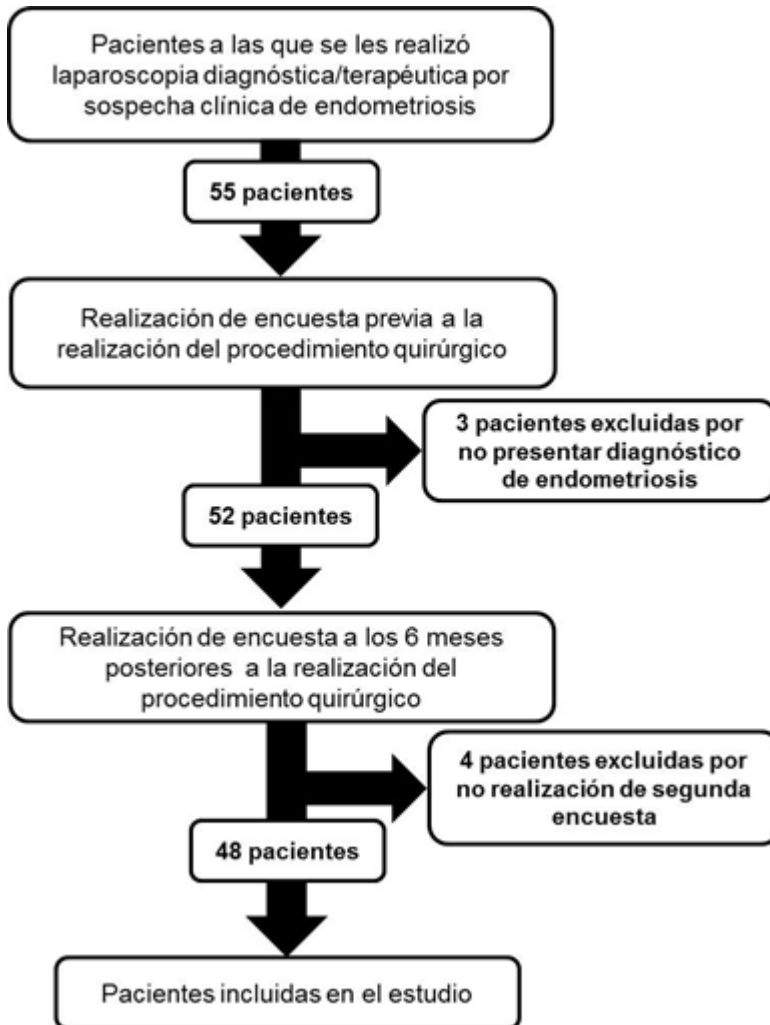 Pacientes a las que se les realizó
laparoscopia diagnóstica/terapéutica por
sospecha clínica de endometriosis
55 pacientes
Realización de encuesta previa a la
realización del procedimiento quirúrgico
3 pacientes excluidas por
no presentar diagnóstico
de endometriosis
52 pacientes
Realización de encuesta a los 6 meses
posteriores a la realización del
procedimiento quirúrgico
4 pacientes excluidas por
no realización de segunda
encuesta
48 pacientes
Pacientes incluidas en el estudio